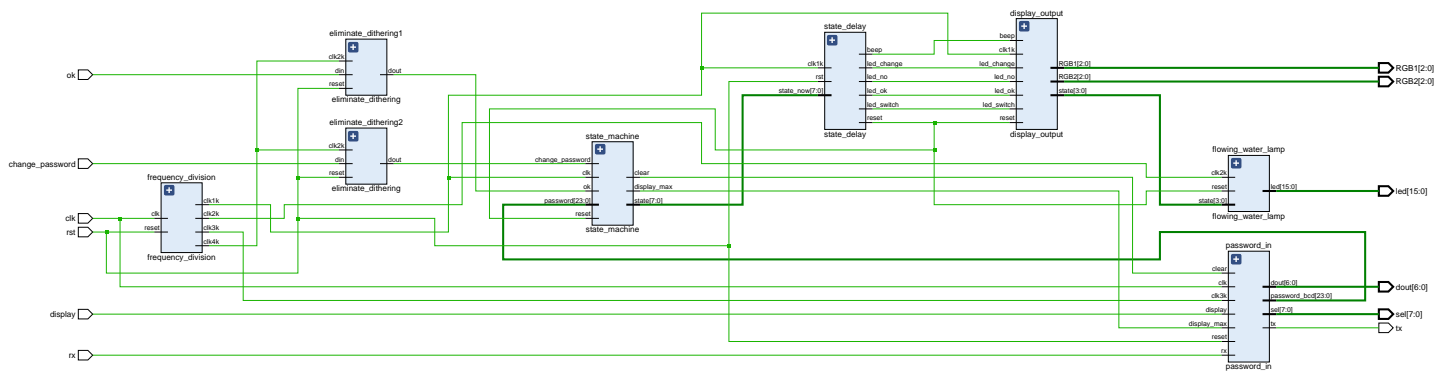 ok
change_password
clk
rst
display
rx
frequency_division
clk
reset
clk1k
clk2k
clk3k
clk4k
frequency_division
eliminate_dithering1
clk2k
din
reset
dout
eliminate_dithering
eliminate_dithering2
clk2k
din
reset
dout
eliminate_dithering
state_machine
change_password
clk
ok
password[23:0]
reset
clear
display_max
state[7:0]
state_machine
state_delay
clk1k
rst
state_now[7:0]
beep
led_change
led_no
led_ok
led_switch
reset
state_delay
display_output
beep
clk1k
led_change
led_no
led_ok
led_switch
reset
RGB1[2:0]
RGB2[2:0]
state[3:0]
display_output
flowing_water_lamp
clk2k
reset
state[3:0]
led[15:0]
flowing_water_lamp
password_in
clear
clk
clk3k
display
display_max
reset
rx
dout[6:0]
password_bcd[23:0]
sel[7:0]
tx
password_in
RGB1[2:0]
RGB2[2:0]
led[15:0]
dout[6:0]
sel[7:0]
tx